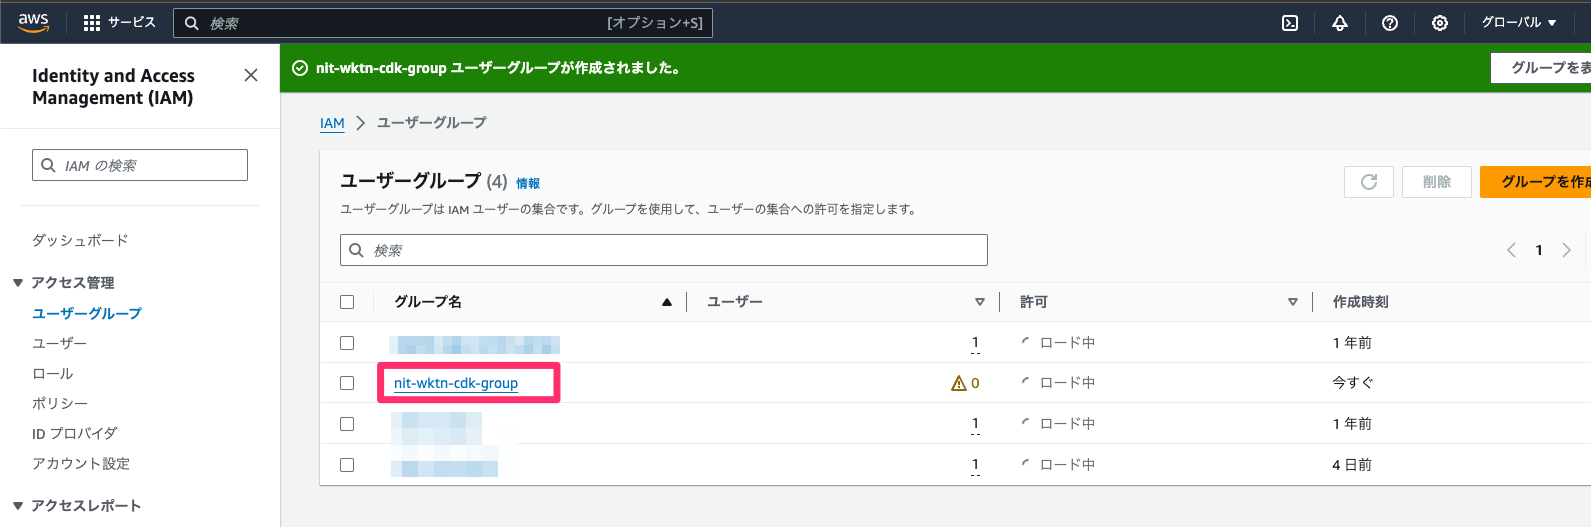 aws サービス 検索 [オプション+S] グローバル
Identity and Access
Management (IAM)
IAM の検索
ダッシュボード
アクセス管理
ユーザーグループ
ユーザー
ロール
ポリシー
ID プロバイダ
アカウント設定
アクセスレポート
nit-wktn-cdk-group ユーザーグループが作成されました。
グループを表
IAM ユーザーグループ
ユーザーグループ (4) 情報
削除 グループを作成
ユーザーグループは IAM ユーザーの集合です。グループを使用して、ユーザーの集合への許可を指定します。
検索
1
グループ名 ユーザー 許可 作成時刻
1 ロード中 1 年前
nit-wktn-cdk-group 0 ロード中 今すぐ
1 ロード中 1 年前
1 ロード中 4 日前